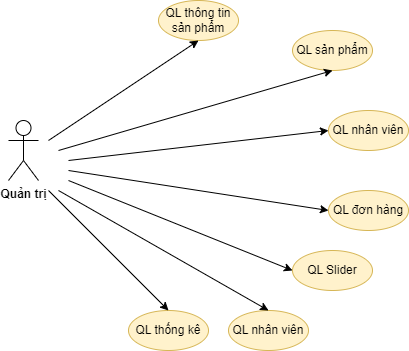 QL thông tin
sản phẩm
QL sản phẩm
QL nhân viên
Quản trị
QL đơn hàng
QL Slider
QL thống kê
QL nhân viên